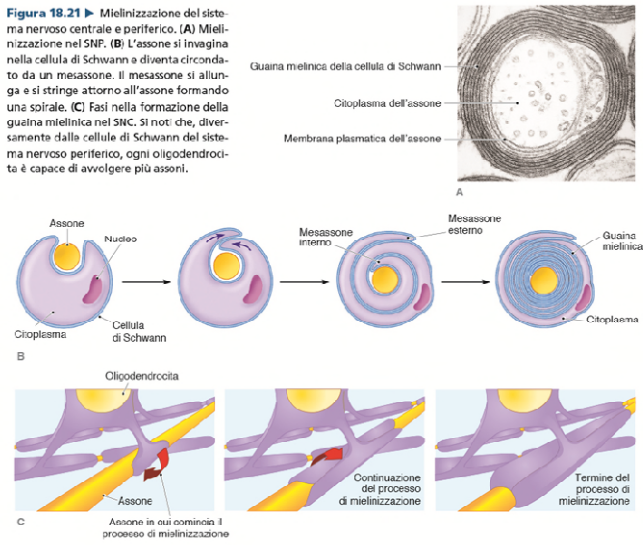 Figura 18.21 ▶ Mielinizzazione del siste-
ma nervoso centrale e periferico. (A) Mieli-
nizzazione nel SNP. (B) L'assone si invagina
nella cellula di Schwann e diventa circonda-
to da un mesassone. Il mesassone si allun-
ga e si stringe attorno all'assone formando
una spirale. (C) Fasi nella formazione della
guaina mielinica nel SNC. Si noti che, diver-
samente dalle cellule di Schwann del siste-
ma nervoso periferico, ogni oligodendroci-
ta è capace di avvolgere più assoni.
Guaina mielinica della cellula di Schwann
Citoplasma dell'assone
Membrana plasmatica dell'assone
A
Assone
Nucleo
Citoplasma
Cellula
di Schwann
Mesassone
interno
Mesassone
esterno
Guaina
mielinica
Citoplasma
B
Oligodendrocita
Assone
Assone in cui comincia il
processo di mielinizzazione
Continuazione
del processo
di mielinizzazione
Termine del
processo di
mielinizzazione
C